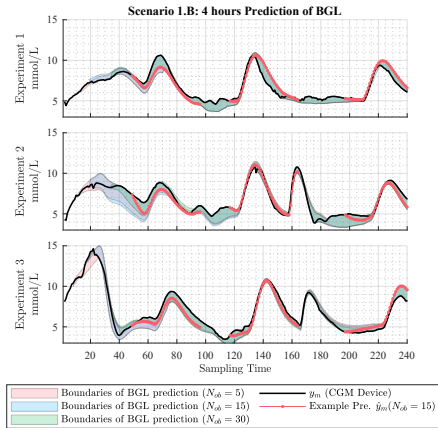 Scenario 1.B: 4 hours Prediction of BGL
Experiment 1
mmol/L
15
10
5
Experiment 2
mmol/L
15
10
5
Experiment 3
mmol/L
15
10
5
20 40 60 80 100 120 140 160 180 200 220 240
Sampling Time
Boundaries of BGL prediction (N_ob = 5)
Boundaries of BGL prediction (N_ob = 15)
Boundaries of BGL prediction (N_ob = 30)
y_m (CGM Device)
Example Pre. ŷ_m(N_ob = 15)